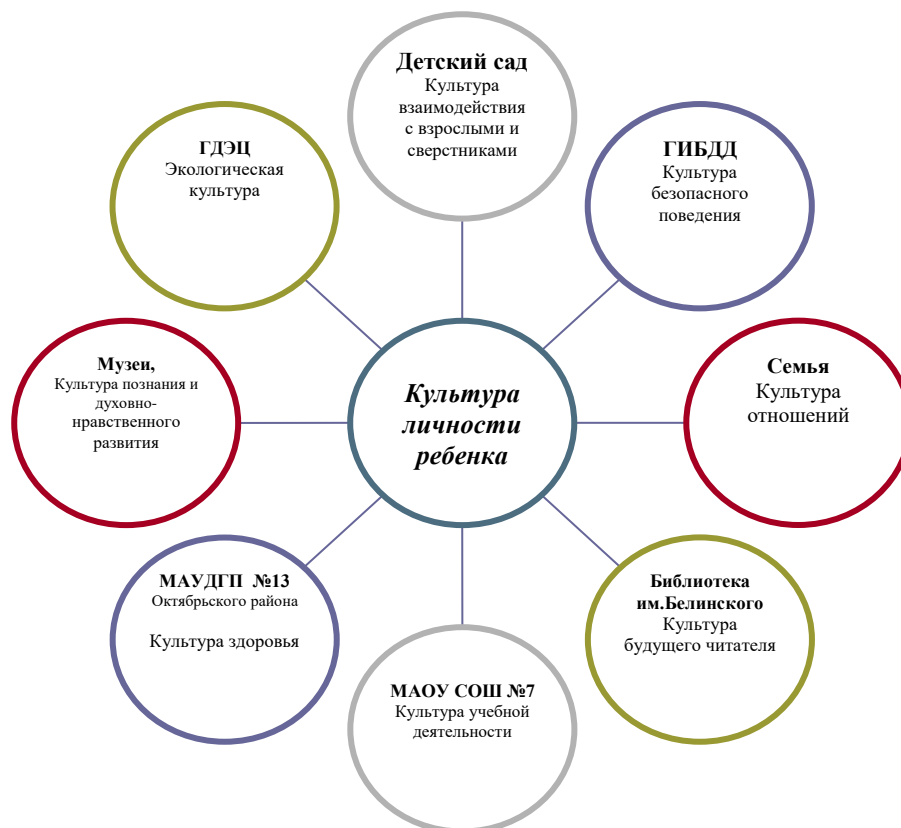 Детский сад
Культура
взаимодействия
с взрослыми и
сверстниками
ГДЭЦ
Экологическая
культура
ГИБДД
Культура
безопасного
поведения
Музеи,
Культура познания и
духовно-
нравственного
развития
Культура
личности
ребенка
Семья
Культура
отношений
МАУДГП №13
Октябрьского района
Культура здоровья
Библиотека
им.Белинского
Культура
будущего читателя
МАОУ СОШ №7
Культура учебной
деятельности